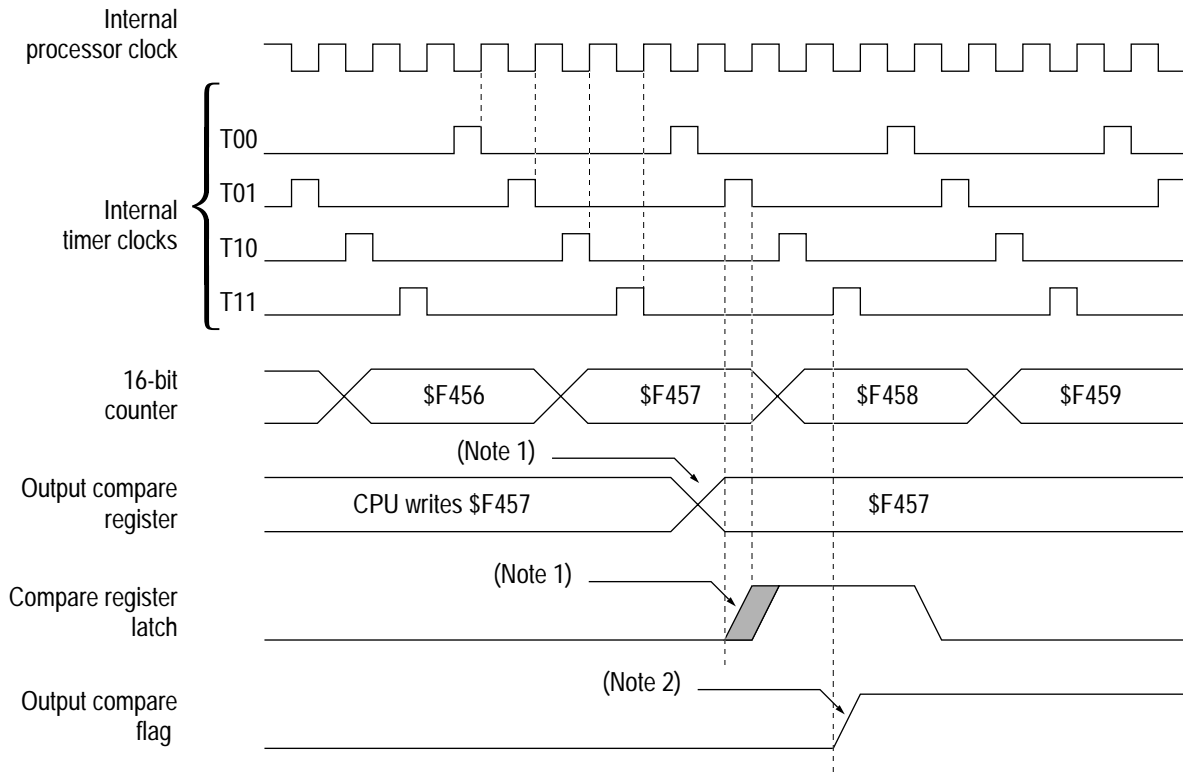 Internal
processor clock
T00
T01
Internal
timer clocks
T10
T11
16-bit
counter
$F456
$F457
$F458
$F459
(Note 1)
Output compare
register
CPU writes $F457
$F457
(Note 1)
Compare register
latch
(Note 2)
Output compare
flag